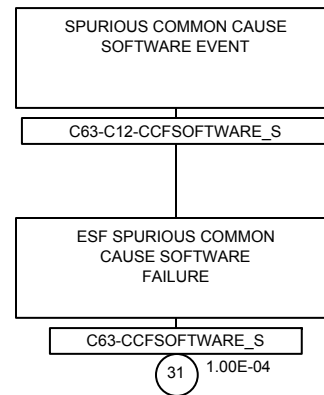 SPURIOUS COMMON CAUSE
SOFTWARE EVENT
C63-C12-CCFSOFTWARE_S
ESF SPURIOUS COMMON
CAUSE SOFTWARE
FAILURE
C63-CCFSOFTWARE_S
31 1.00E-04